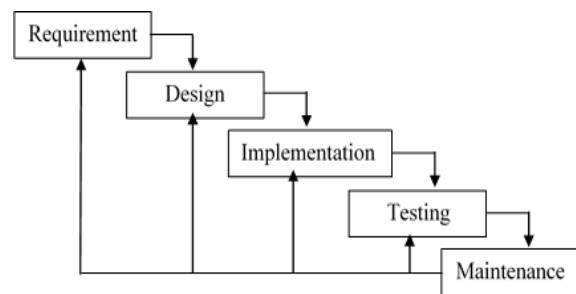 Requirement
Design
Implementation
Testing
Maintenance